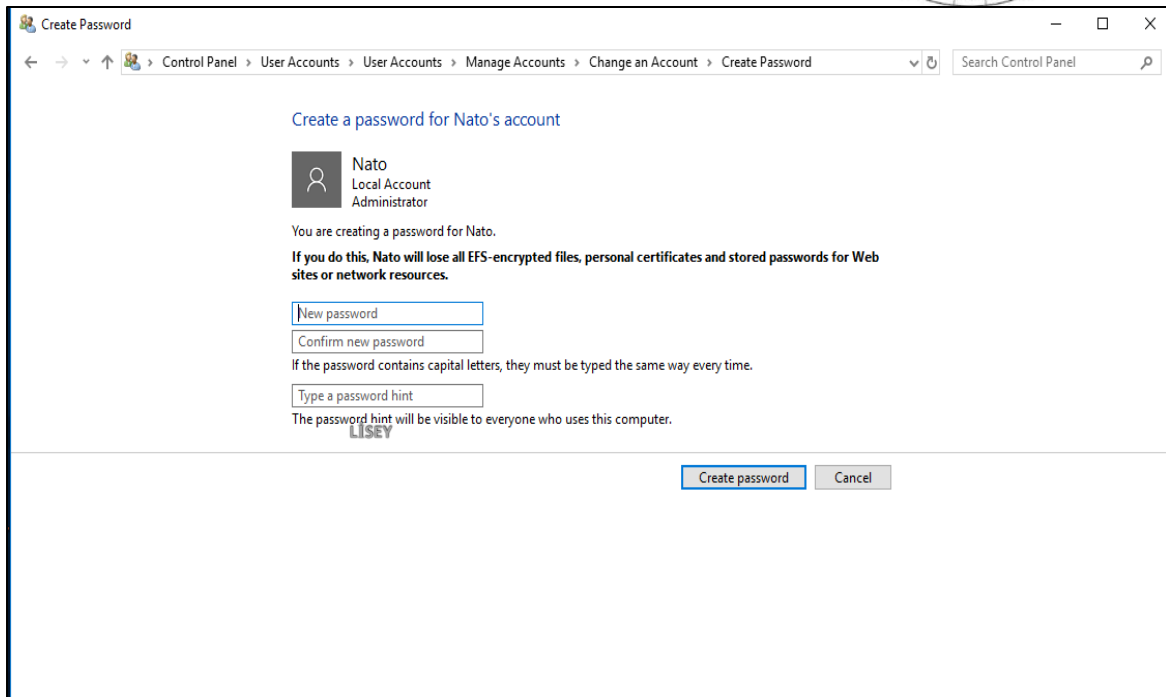 Create Password
Control Panel > User Accounts > User Accounts > Manage Accounts > Change an Account > Create Password
Search Control Panel
Create a password for Nato's account
Nato
Local Account
Administrator
You are creating a password for Nato.
If you do this, Nato will lose all EFS-encrypted files, personal certificates and stored passwords for Web
sites or network resources.
New password
Confirm new password
If the password contains capital letters, they must be typed the same way every time.
Type a password hint
The password hint will be visible to everyone who uses this computer.
LİSEY
Create password
Cancel